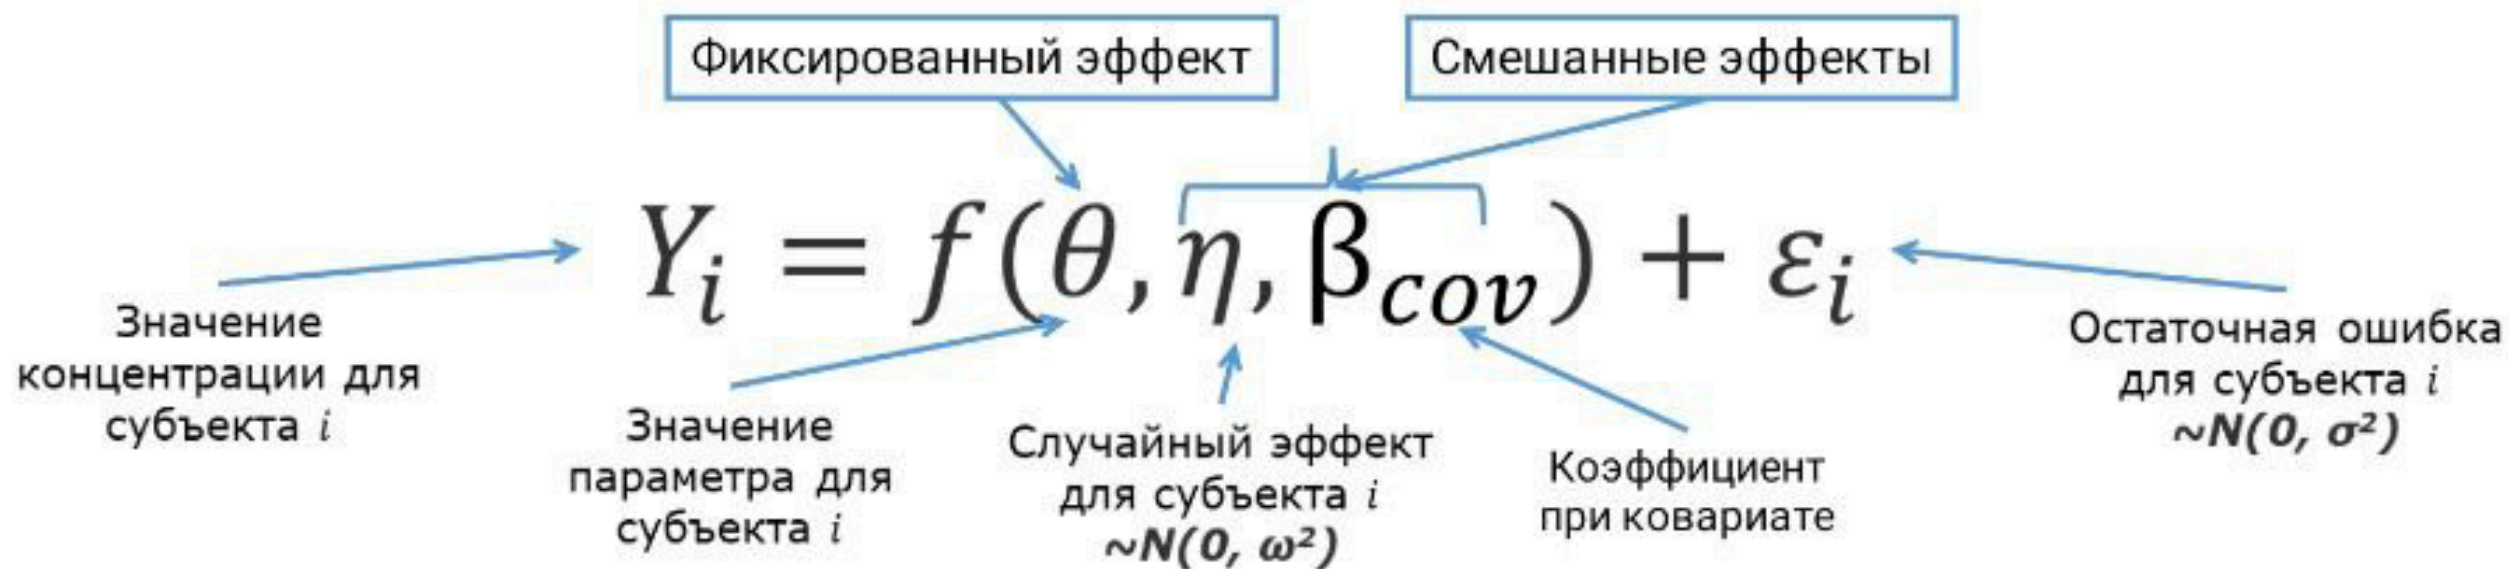 Фиксированный эффект
Смешанные эффекты
Yᵢ = f(θ, η, β_cov) + εᵢ
Значение
концентрации для
субъекта i
Значение
параметра для
субъекта i
Случайный эффект
для субъекта i
~N(0, ω²)
Коэффициент
при ковариате
Остаточная ошибка
для субъекта i
~N(0, σ²)